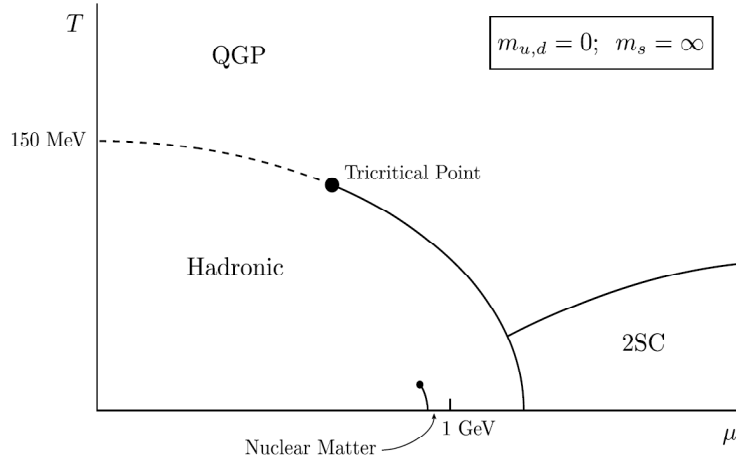 T
QGP
m_{u,d} = 0; m_s = ∞
150 MeV
Tricritical Point
Hadronic
2SC
1 GeV
μ
Nuclear Matter